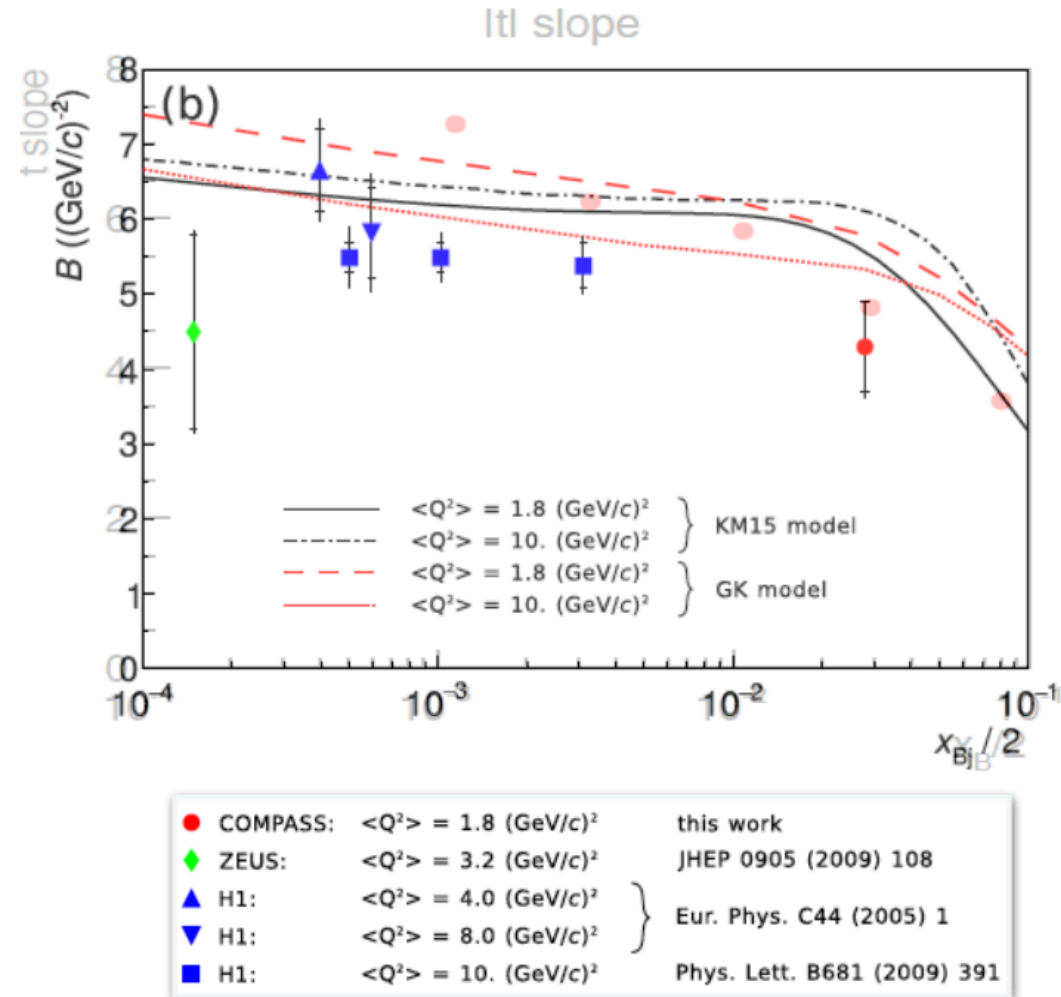 ltl slope
t slope
(b)
B ((GeV/c)⁻²)
8
7
6
5
4
3
2
1
0
<Q²> = 1.8 (GeV/c)²
<Q²> = 10. (GeV/c)²
KM15 model
<Q²> = 1.8 (GeV/c)²
<Q²> = 10. (GeV/c)²
GK model
10⁻⁴ 10⁻³ 10⁻² 10⁻¹
x_Bj/2
COMPASS: <Q²> = 1.8 (GeV/c)² this work
ZEUS: <Q²> = 3.2 (GeV/c)² JHEP 0905 (2009) 108
H1: <Q²> = 4.0 (GeV/c)²
Eur. Phys. C44 (2005) 1
H1: <Q²> = 8.0 (GeV/c)²
H1: <Q²> = 10. (GeV/c)² Phys. Lett. B681 (2009) 391